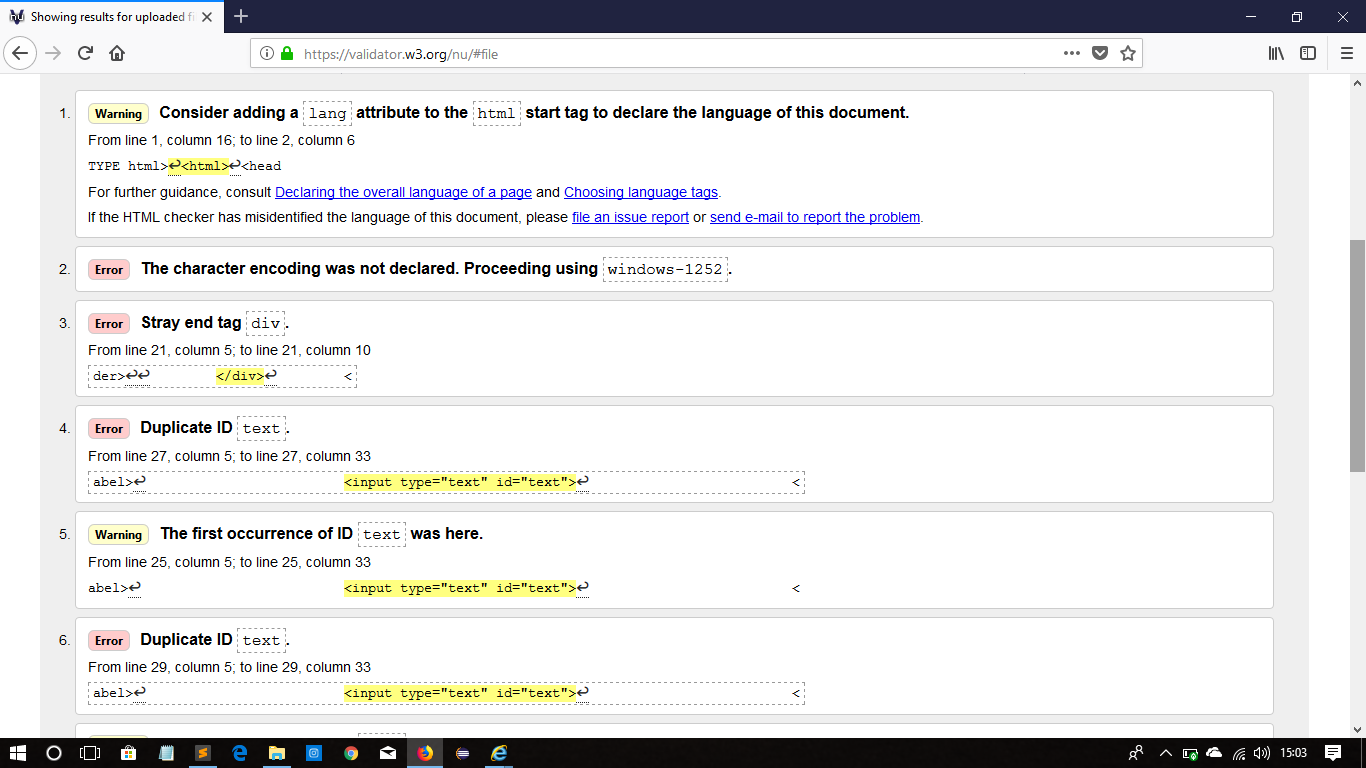 Showing results for uploaded fi
https://validator.w3.org/nu/#file
1. Warning Consider adding a lang attribute to the html start tag to declare the language of this document.
From line 1, column 16; to line 2, column 6
TYPE html>↩<html>↩<head
For further guidance, consult Declaring the overall language of a page and Choosing language tags.
If the HTML checker has misidentified the language of this document, please file an issue report or send e-mail to report the problem.
2. Error The character encoding was not declared. Proceeding using windows-1252.
3. Error Stray end tag div.
From line 21, column 5; to line 21, column 10
der>↩↩ </div>↩ <
4. Error Duplicate ID text.
From line 27, column 5; to line 27, column 33
abel>↩ <input type="text" id="text">↩ <
5. Warning The first occurrence of ID text was here.
From line 25, column 5; to line 25, column 33
abel>↩ <input type="text" id="text">↩ <
6. Error Duplicate ID text.
From line 29, column 5; to line 29, column 33
abel>↩ <input type="text" id="text">↩ <
15:03